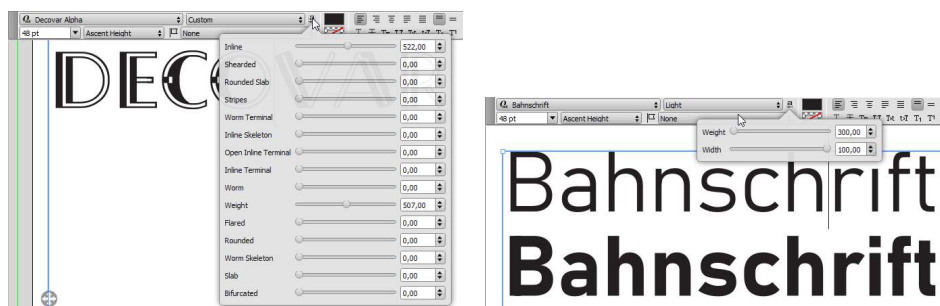 Decovar Alpha Custom a
48 pt Ascent Height None
DECOVAR
Inline 522,00
Shearded 0,00
Rounded Slab 0,00
Stripes 0,00
Worm Terminal 0,00
Inline Skeleton 0,00
Open Inline Terminal 0,00
Inline Terminal 0,00
Worm 0,00
Weight 507,00
Flared 0,00
Rounded 0,00
Worm Skeleton 0,00
Slab 0,00
Bifurcated 0,00
Bahnschrift Light a
48 pt Ascent Height None
Weight 300,00
Width 100,00
Bahnschrift
Bahnschrift